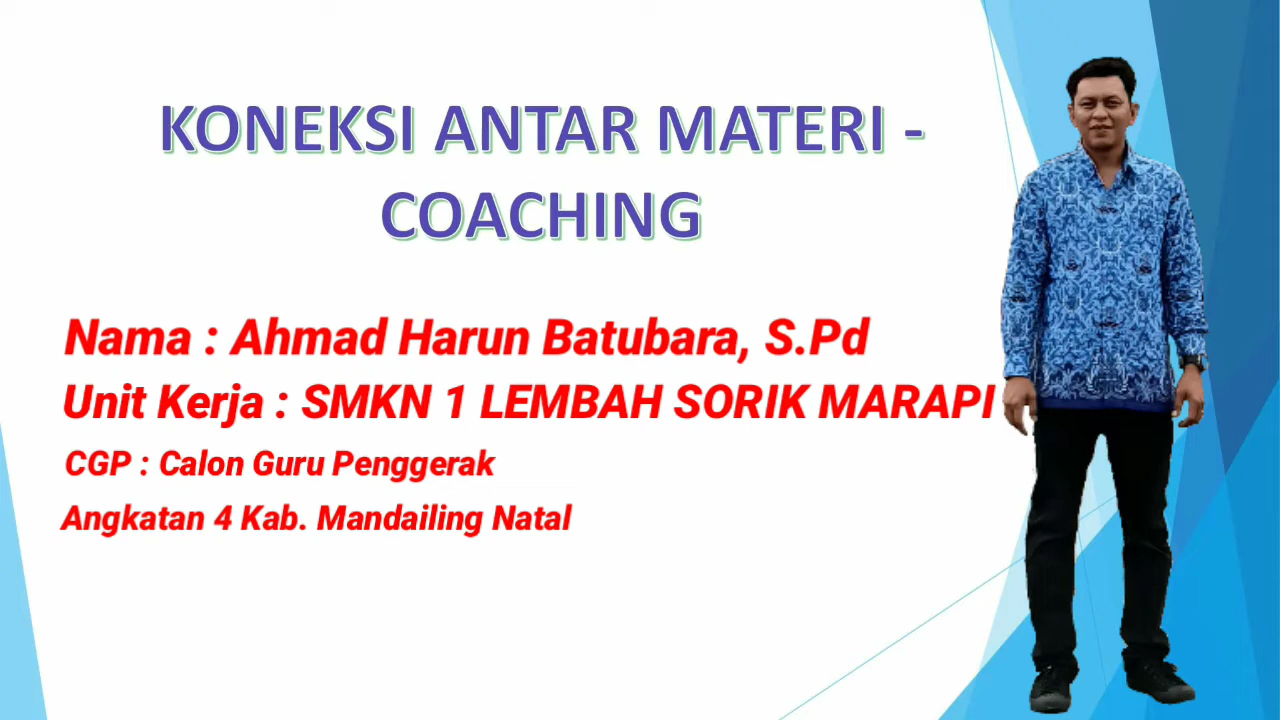 KONEKSI ANTAR MATERI -
COACHING
Nama : Ahmad Harun Batubara, S.Pd
Unit Kerja : SMKN 1 LEMBAH SORIK MARAPI
CGP : Calon Guru Penggerak
Angkatan 4 Kab. Mandailing Natal